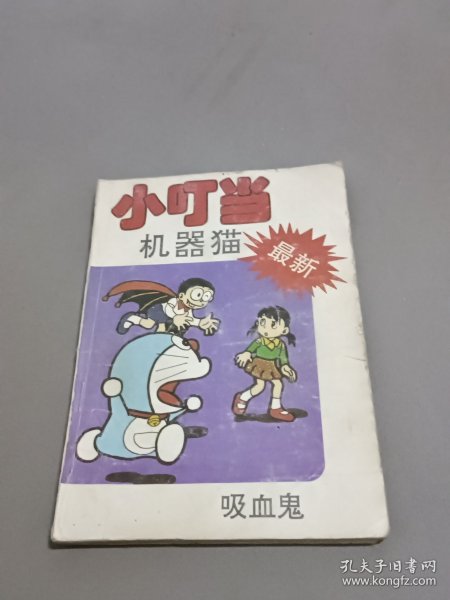 小叮当
机器猫
最新
吸血鬼
孔夫子旧书网
www.kongfz.com